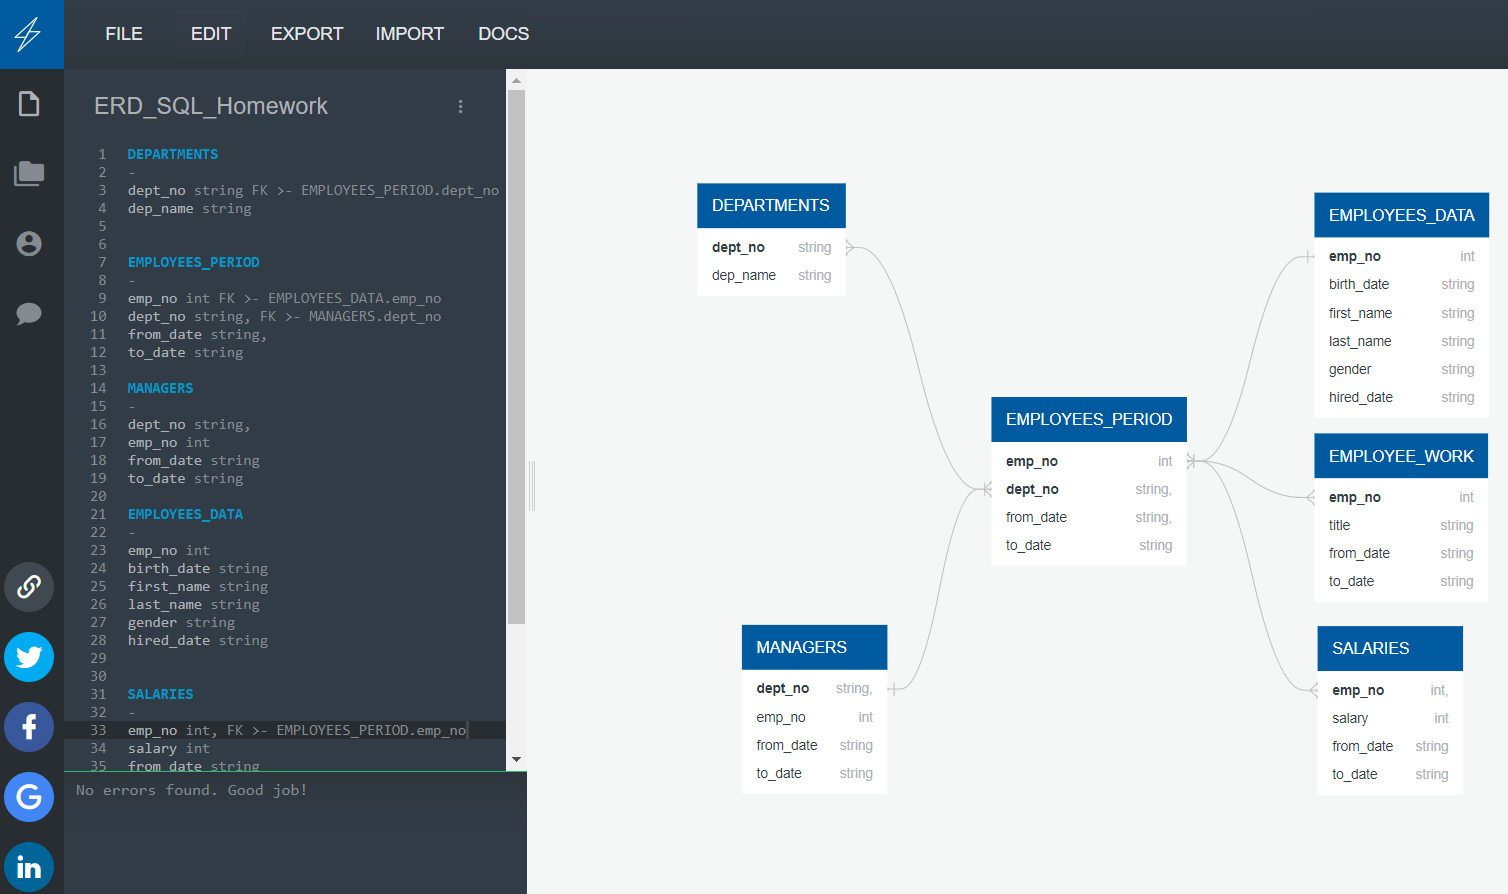 FILE EDIT EXPORT IMPORT DOCS
ERD_SQL_Homework
1 DEPARTMENTS
2 -
3 dept_no string FK >- EMPLOYEES_PERIOD.dept_no
4 dep_name string
5
6
7 EMPLOYEES_PERIOD
8 -
9 emp_no int FK >- EMPLOYEES_DATA.emp_no
10 dept_no string, FK >- MANAGERS.dept_no
11 from_date string,
12 to_date string
13
14 MANAGERS
15 -
16 dept_no string,
17 emp_no int
18 from_date string
19 to_date string
20
21 EMPLOYEES_DATA
22 -
23 emp_no int
24 birth_date string
25 first_name string
26 last_name string
27 gender string
28 hired_date string
29
30
31 SALARIES
32 -
33 emp_no int, FK >- EMPLOYEES_PERIOD.emp_no
34 salary int
35 from_date string
No errors found. Good job!
DEPARTMENTS
dept_no string
dep_name string
EMPLOYEES_PERIOD
emp_no int
dept_no string,
from_date string,
to_date string
MANAGERS
dept_no string,
emp_no int
from_date string
to_date string
EMPLOYEES_DATA
emp_no int
birth_date string
first_name string
last_name string
gender string
hired_date string
EMPLOYEE_WORK
emp_no int
title string
from_date string
to_date string
SALARIES
emp_no int,
salary int
from_date string
to_date string
f
G
in